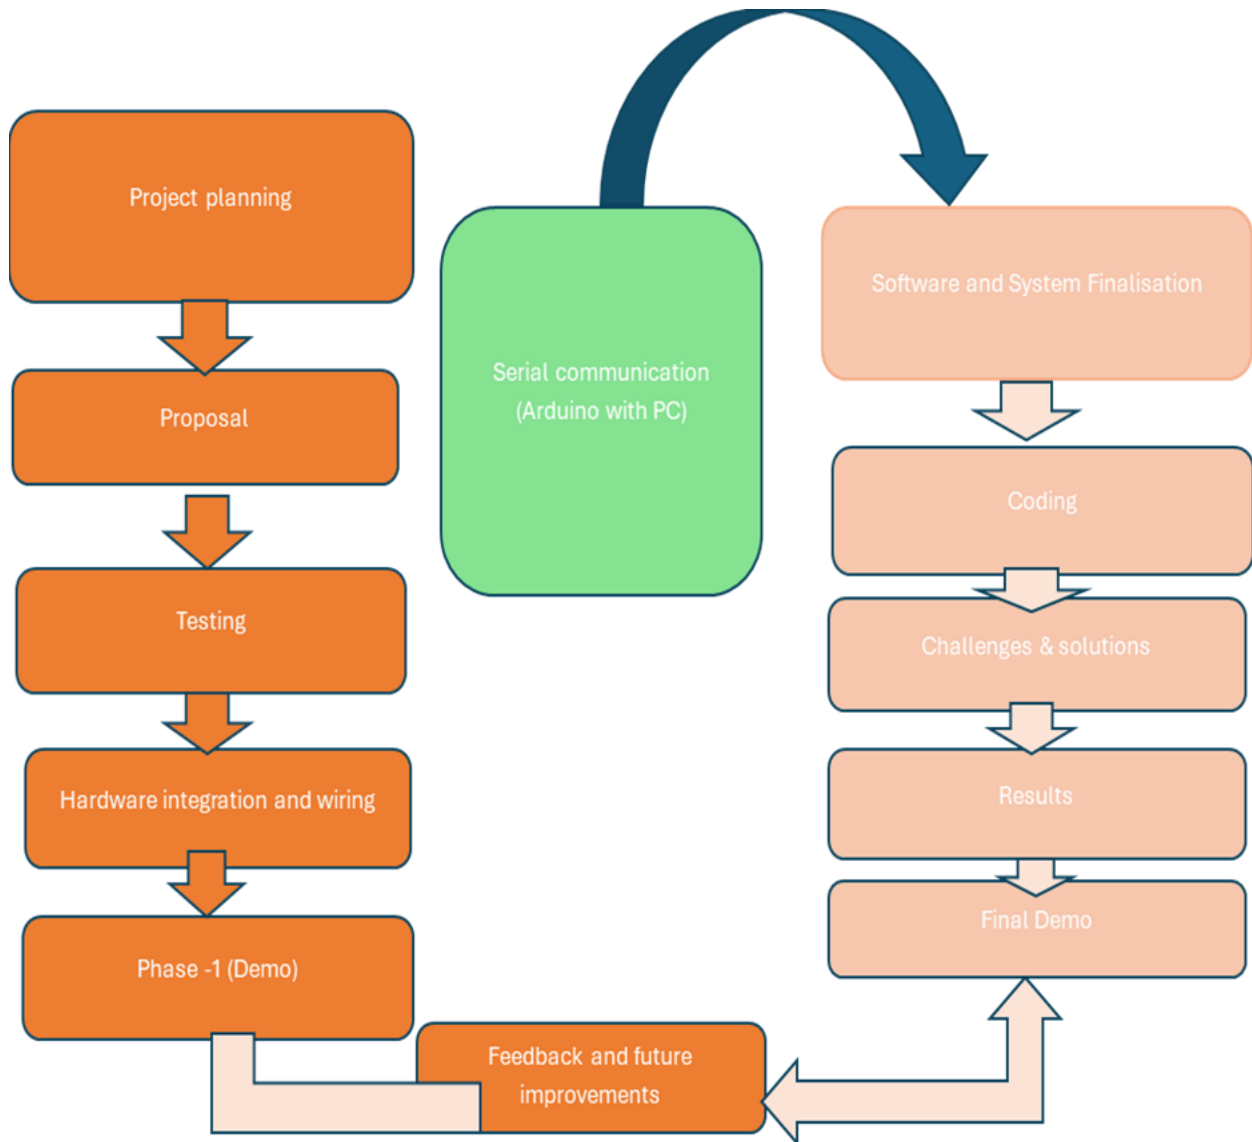 Project planning
Proposal
Testing
Hardware integration and wiring
Phase -1 (Demo)
Feedback and future
improvements
Serial communication
(Arduino with PC)
Software and System Finalisation
Coding
Challenges & solutions
Results
Final Demo